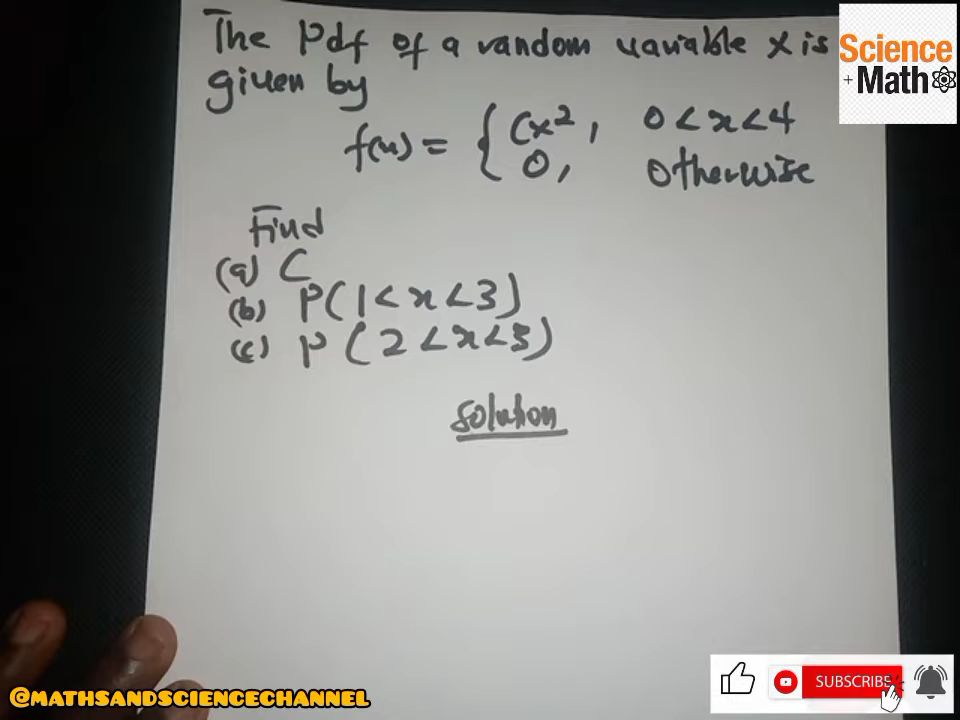 The Pdf of a random variable x is
given by
f(x) = { Cx², 0 < x < 4
0, otherwise
Find
(a) C
(b) P(1 < x < 3)
(c) P(2 < x < 3)
Solution
Science
+Math
@MATHSANDSCIENCECHANNEL
SUBSCRIBE